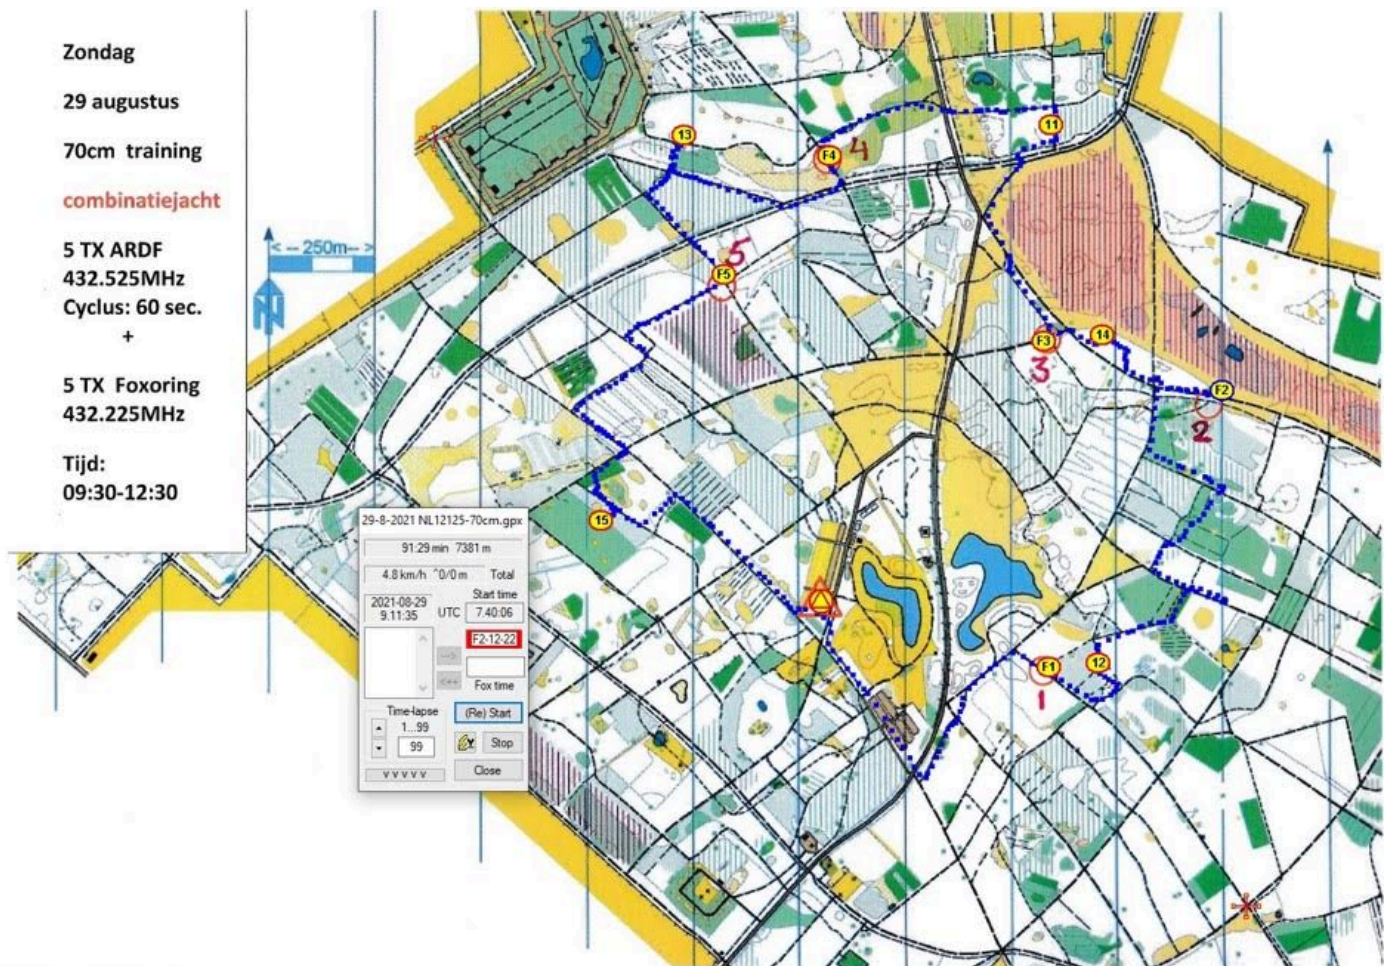 Zondag
29 augustus
70cm training
combinatiejacht
5 TX ARDF
432.525MHz
Cyclus: 60 sec.
+
5 TX Foxoring
432.225MHz
Tijd:
09:30-12:30
< -- 250m-- >
N
13
F4
4
11
5
F5
F3
3
14
F2
2
15
F1
1
12
29-8-2021 NL12125-70cm.gpx
91:29 min 7381 m
4.8 km/h ^0/0 m Total
Start time
2021-08-29
9.11:35
UTC
7.40:06
F2-12-22
-->
<--
Fox time
Time-lapse
1...99
99
(Re) Start
Stop
V V V V V
Close